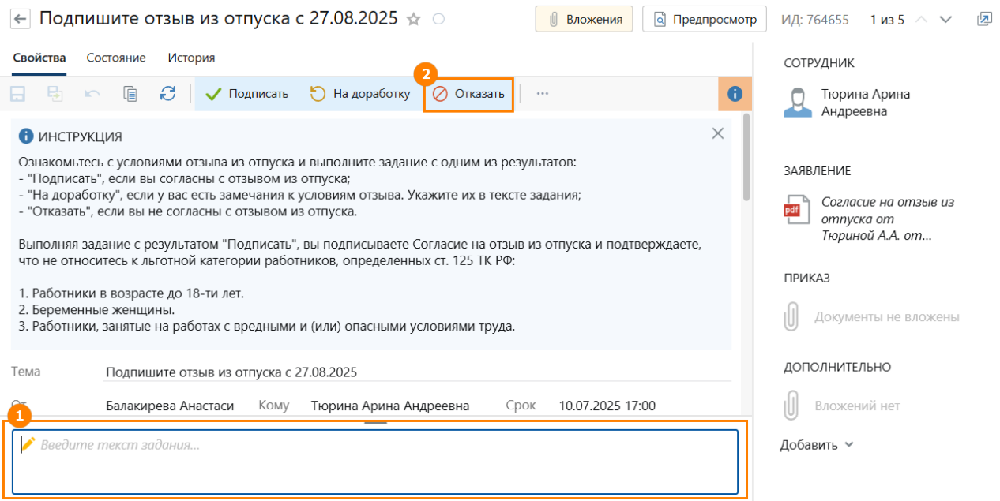 Подпишите отзыв из отпуска с 27.08.2025
Вложения
Предпросмотр
ИД: 764655
1 из 5
Свойства
Состояние
История
2
Подписать
На доработку
Отказать
...
ИНСТРУКЦИЯ
Ознакомьтесь с условиями отзыва из отпуска и выполните задание с одним из результатов:
- "Подписать", если вы согласны с отзывом из отпуска;
- "На доработку", если у вас есть замечания к условиям отзыва. Укажите их в тексте задания;
- "Отказать", если вы не согласны с отзывом из отпуска.
Выполняя задание с результатом "Подписать", вы подписываете Согласие на отзыв из отпуска и подтверждаете,
что не относитесь к льготной категории работников, определенных ст. 125 ТК РФ:
1. Работники в возрасте до 18-ти лет.
2. Беременные женщины.
3. Работники, занятые на работах с вредными и (или) опасными условиями труда.
Тема
Подпишите отзыв из отпуска с 27.08.2025
От
Балакирева Анастаси
Кому
Тюрина Арина Андреевна
Срок
10.07.2025 17:00
1
Введите текст задания...
СОТРУДНИК
Тюрина Арина
Андреевна
ЗАЯВЛЕНИЕ
pdf
Согласие на отзыв из
отпуска от
Тюриной А.А. от...
ПРИКАЗ
Документы не вложены
ДОПОЛНИТЕЛЬНО
Вложений нет
Добавить